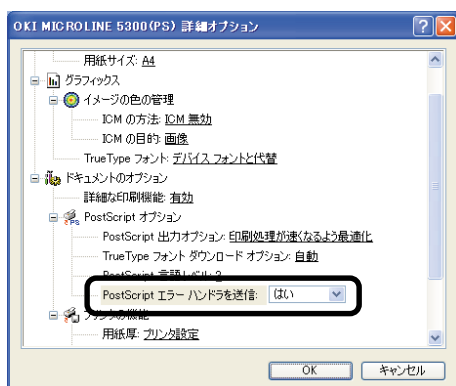 OKI MICROLINE 5300(PS) 詳細オプション
用紙サイズ: A4
グラフィックス
イメージの色の管理
ICM の方法: ICM 無効
ICM の目的: 画像
TrueType フォント: デバイス フォントと代替
ドキュメントのオプション
詳細な印刷機能: 有効
PostScript オプション
PostScript 出力オプション: 印刷処理が速くなるよう最適化
TrueType フォント ダウンロード オプション: 自動
PostScript 言語レベル: 3
PostScript エラー ハンドラを送信: はい
プリンタの機能
用紙厚: プリンタ設定
OK キャンセル